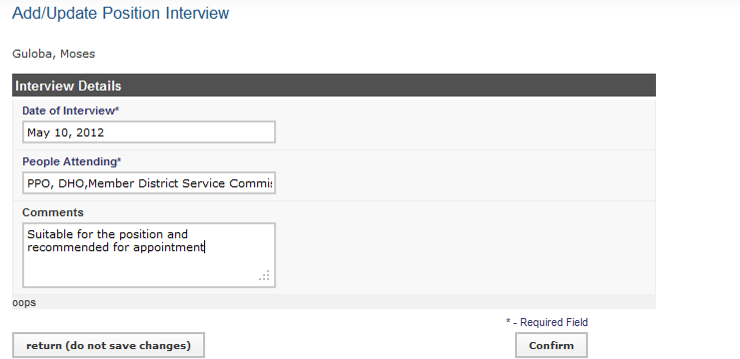 Add/Update Position Interview
Guloba, Moses
Interview Details
Date of Interview*
May 10, 2012
People Attending*
PPO, DHO,Member District Service Commis
Comments
Suitable for the position and
recommended for appointment
oops
* - Required Field
return (do not save changes)
Confirm